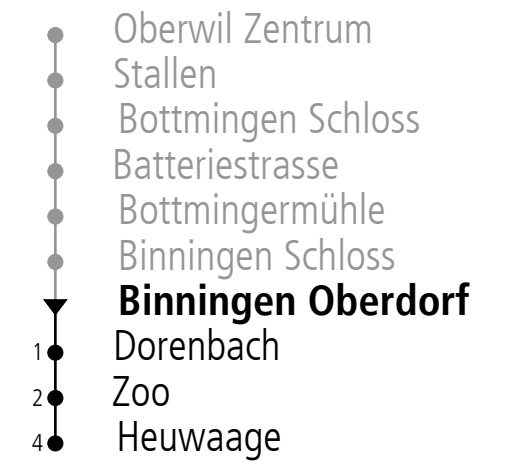 Oberwil Zentrum
Stallen
Bottmingen Schloss
Batteriestrasse
Bottmingermühle
Binningen Schloss
Binningen Oberdorf
1 Dorenbach
2 Zoo
4 Heuwaage